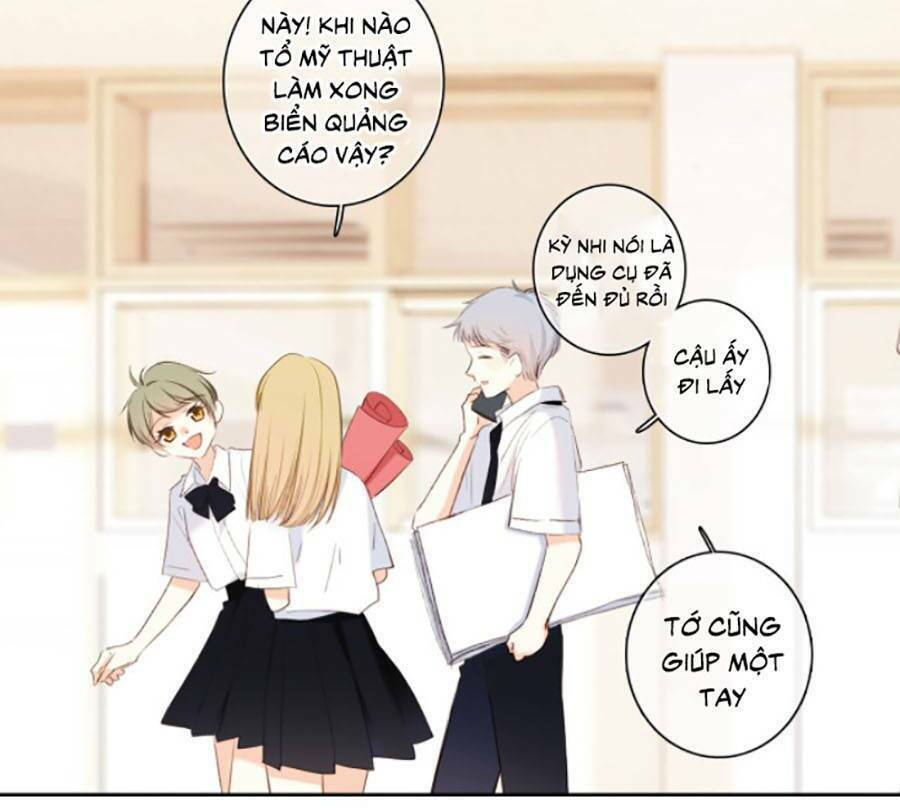 NÀY! KHI NÀO
TỔ MỸ THUẬT
LÀM XONG
BIỂN QUẢNG
CÁO VẬY?
KỲ NHI NÓI LÀ
DỤNG CỤ ĐÃ
ĐẾN ĐỦ RỒI
CẬU ẤY
ĐI LẤY
TỚ CŨNG
GIÚP MỘT
TAY